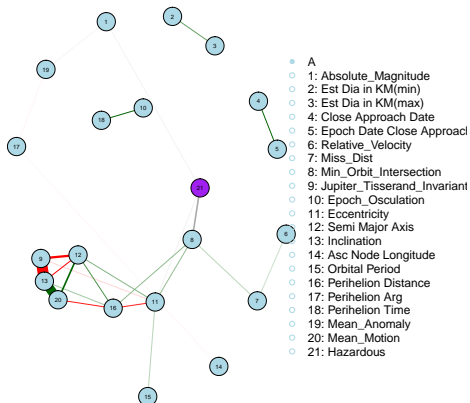 1
2
3
19
4
18
10
5
17
21
6
8
9
12
13
20
7
16
11
14
15
A
1: Absolute_Magnitude
2: Est Dia in KM(min)
3: Est Dia in KM(max)
4: Close Approach Date
5: Epoch Date Close Approach
6: Relative_Velocity
7: Miss_Dist
8: Min_Orbit_Intersection
9: Jupiter_Tisserand_Invariant
10: Epoch_Osculation
11: Eccentricity
12: Semi Major Axis
13: Inclination
14: Asc Node Longitude
15: Orbital Period
16: Perihelion Distance
17: Perihelion Arg
18: Perihelion Time
19: Mean_Anomaly
20: Mean_Motion
21: Hazardous